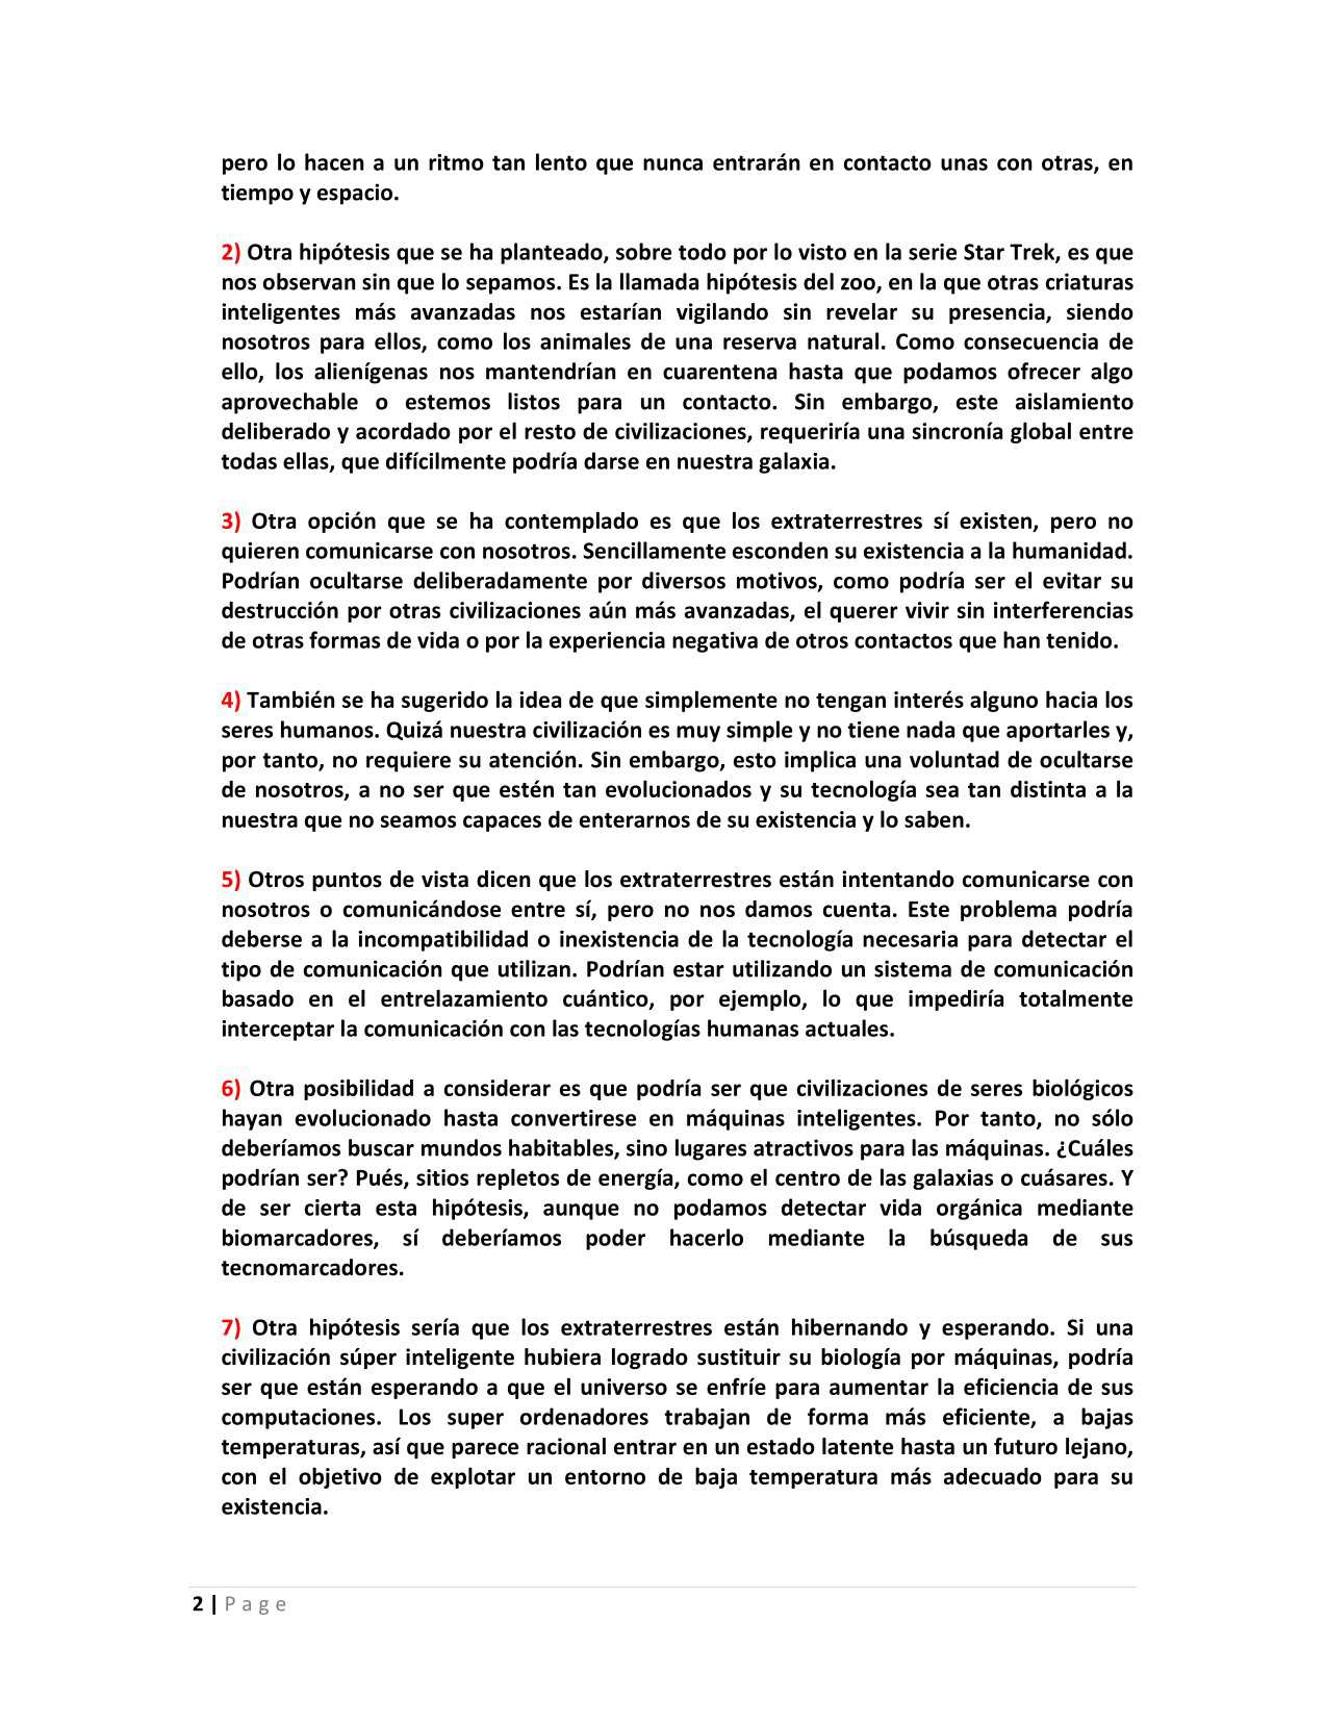 pero lo hacen a un ritmo tan lento que nunca entrarán en contacto unas con otras, en
tiempo y espacio.
2) Otra hipótesis que se ha planteado, sobre todo por lo visto en la serie Star Trek, es que
nos observan sin que lo sepamos. Es la llamada hipótesis del zoo, en la que otras criaturas
inteligentes más avanzadas nos estarían vigilando sin revelar su presencia, siendo
nosotros para ellos, como los animales de una reserva natural. Como consecuencia de
ello, los alienígenas nos mantendrían en cuarentena hasta que podamos ofrecer algo
aprovechable o estemos listos para un contacto. Sin embargo, este aislamiento
deliberado y acordado por el resto de civilizaciones, requeriría una sincronía global entre
todas ellas, que difícilmente podría darse en nuestra galaxia.
3) Otra opción que se ha contemplado es que los extraterrestres sí existen, pero no
quieren comunicarse con nosotros. Sencillamente esconden su existencia a la humanidad.
Podrían ocultarse deliberadamente por diversos motivos, como podría ser el evitar su
destrucción por otras civilizaciones aún más avanzadas, el querer vivir sin interferencias
de otras formas de vida o por la experiencia negativa de otros contactos que han tenido.
4) También se ha sugerido la idea de que simplemente no tengan interés alguno hacia los
seres humanos. Quizá nuestra civilización es muy simple y no tiene nada que aportarles y,
por tanto, no requiere su atención. Sin embargo, esto implica una voluntad de ocultarse
de nosotros, a no ser que estén tan evolucionados y su tecnología sea tan distinta a la
nuestra que no seamos capaces de enterarnos de su existencia y lo saben.
5) Otros puntos de vista dicen que los extraterrestres están intentando comunicarse con
nosotros o comunicándose entre sí, pero no nos damos cuenta. Este problema podría
deberse a la incompatibilidad o inexistencia de la tecnología necesaria para detectar el
tipo de comunicación que utilizan. Podrían estar utilizando un sistema de comunicación
basado en el entrelazamiento cuántico, por ejemplo, lo que impediría totalmente
interceptar la comunicación con las tecnologías humanas actuales.
6) Otra posibilidad a considerar es que podría ser que civilizaciones de seres biológicos
hayan evolucionado hasta convertirese en máquinas inteligentes. Por tanto, no sólo
deberíamos buscar mundos habitables, sino lugares atractivos para las máquinas. ¿Cuáles
podrían ser? Pués, sitios repletos de energía, como el centro de las galaxias o cuásares. Y
de ser cierta esta hipótesis, aunque no podamos detectar vida orgánica mediante
biomarcadores, sí deberíamos poder hacerlo mediante la búsqueda de sus
tecnomarcadores.
7) Otra hipótesis sería que los extraterrestres están hibernando y esperando. Si una
civilización súper inteligente hubiera logrado sustituir su biología por máquinas, podría
ser que están esperando a que el universo se enfríe para aumentar la eficiencia de sus
computaciones. Los super ordenadores trabajan de forma más eficiente, a bajas
temperaturas, así que parece racional entrar en un estado latente hasta un futuro lejano,
con el objetivo de explotar un entorno de baja temperatura más adecuado para su
existencia.
2 | Page